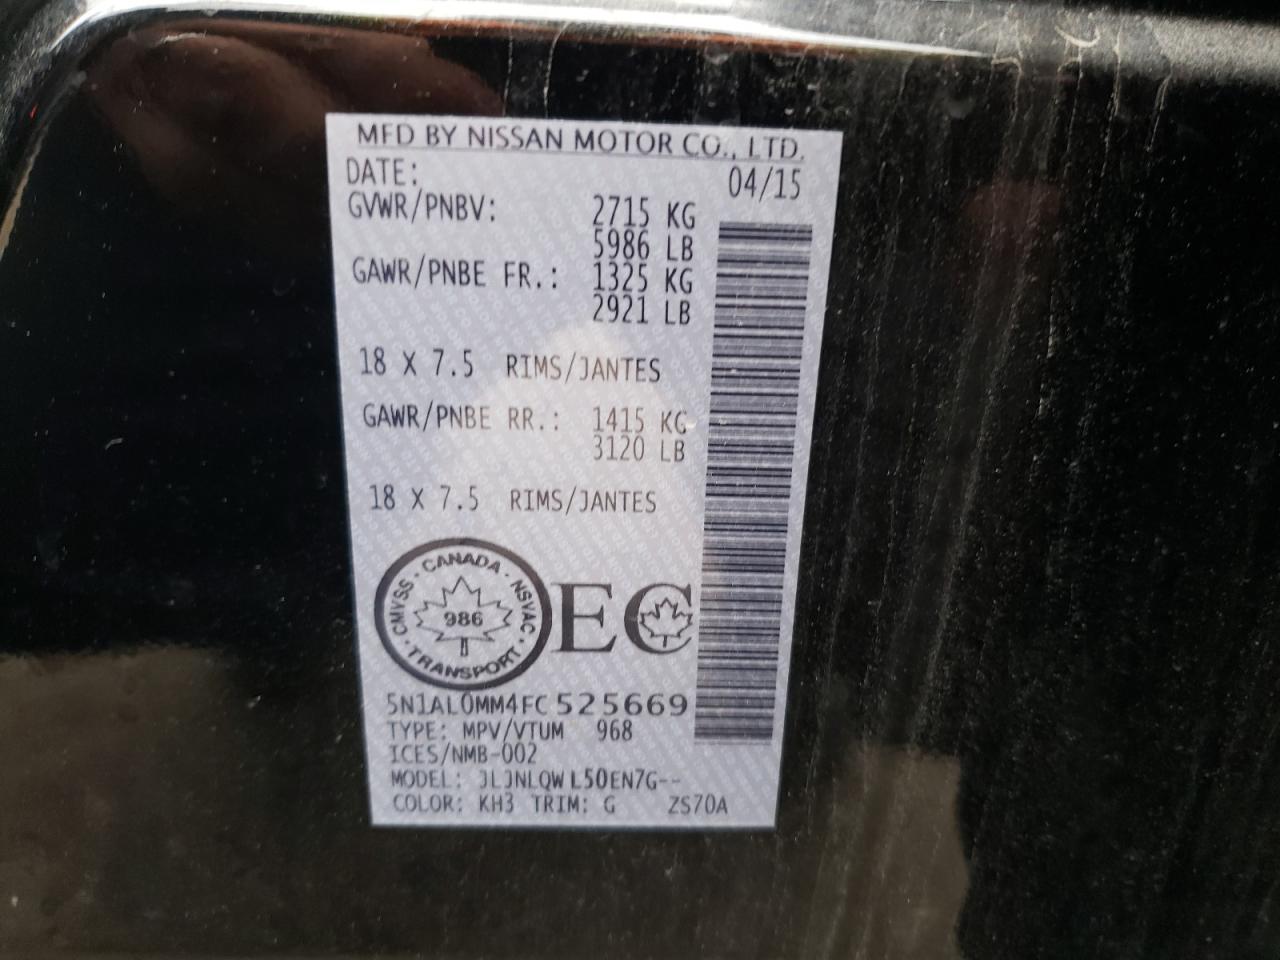 MFD BY NISSAN MOTOR CO., LTD.
DATE: 04/15
GVWR/PNBV: 2715 KG
5986 LB
GAWR/PNBE FR.: 1325 KG
2921 LB
18 X 7.5 RIMS/JANTES
GAWR/PNBE RR.: 1415 KG
3120 LB
18 X 7.5 RIMS/JANTES
CANADA · NSVAC · TRANSPORT · CMVSS ·
986
EC
5N1AL0MM4FC525669
TYPE: MPV/VTUM 968
ICES/NMB-002
MODEL: JLJNLQWL50EN7G--
COLOR: KH3 TRIM: G ZS70A